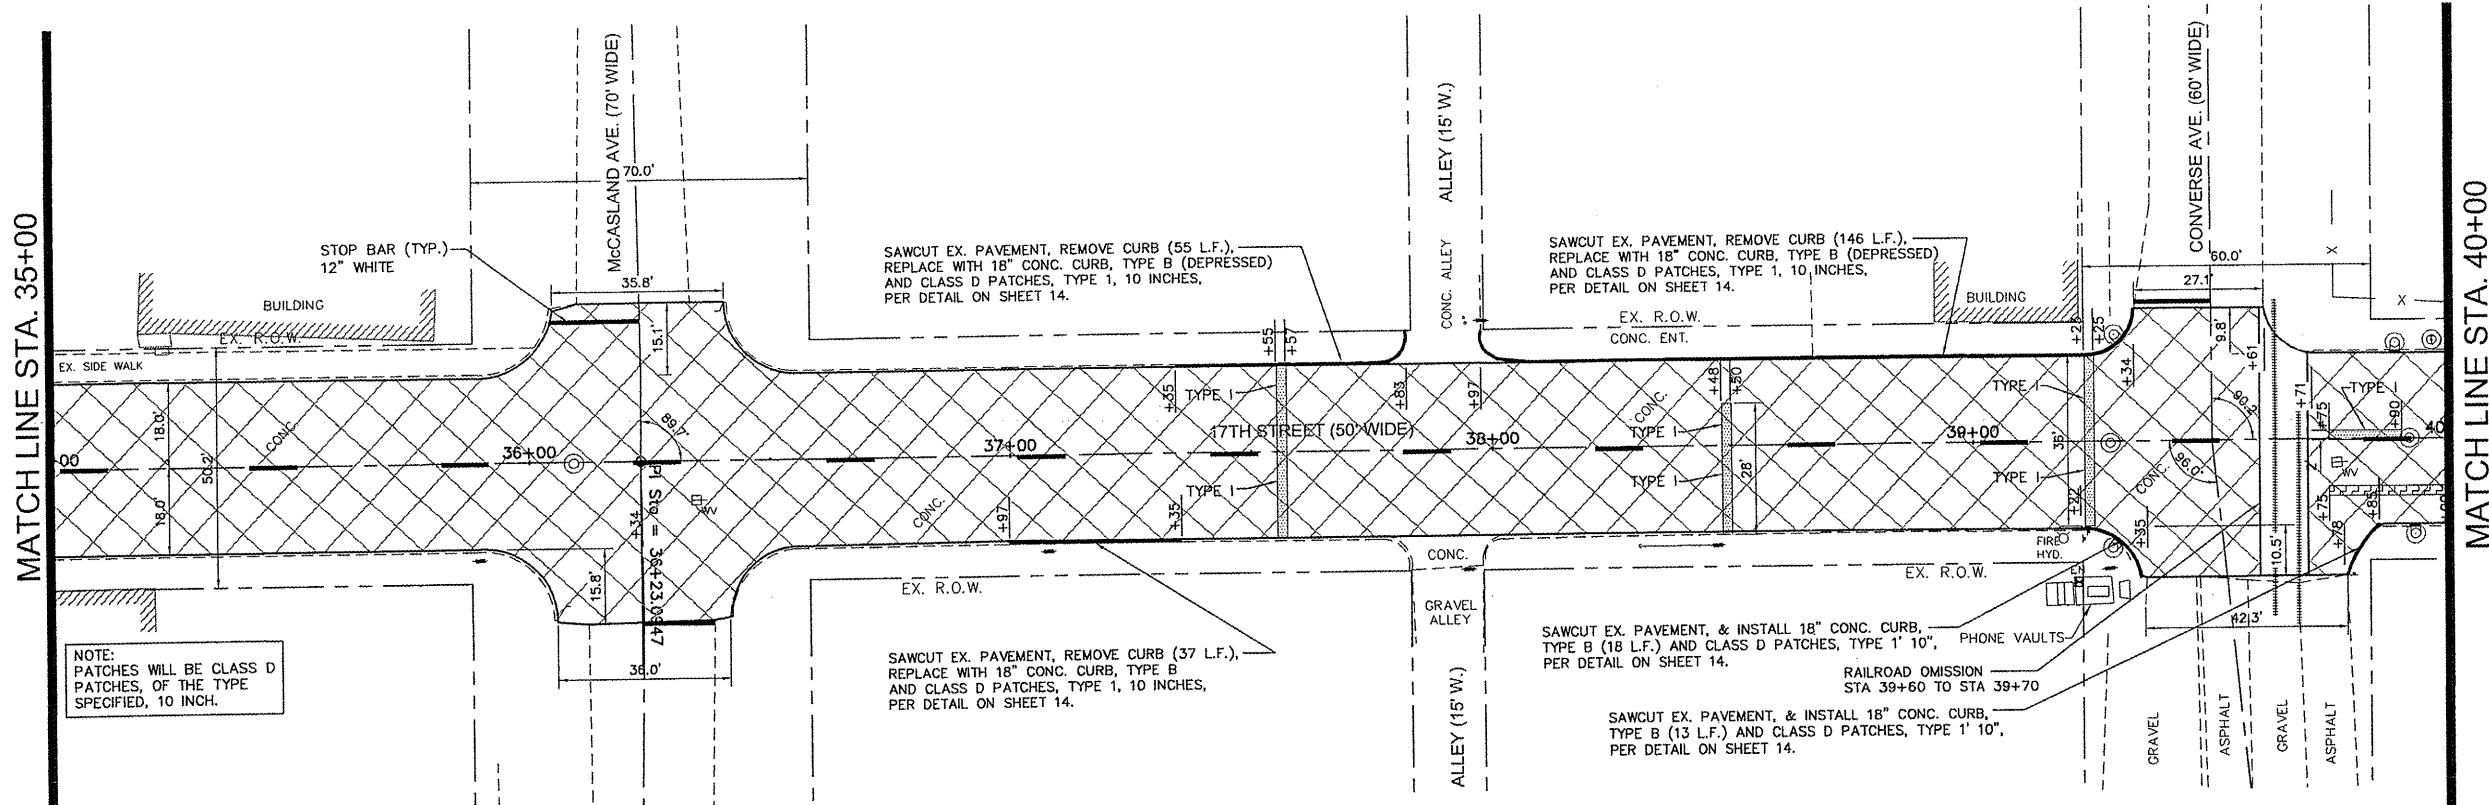 MATCH LINE STA. 35+00
McCASLAND AVE. (70' WIDE)
70.0'
STOP BAR (TYP.)
12" WHITE
35.8'
15.1'
BUILDING
EX. R.O.W.
EX. SIDE WALK
18.0'
18.0'
50.2'
CONC.
00
36+00
89.7'
PI Sta = 36+23.0947
+34
WV
15.8'
36.0'
NOTE:
PATCHES WILL BE CLASS D
PATCHES, OF THE TYPE
SPECIFIED, 10 INCH.
SAWCUT EX. PAVEMENT, REMOVE CURB (55 L.F.),
REPLACE WITH 18" CONC. CURB, TYPE B (DEPRESSED)
AND CLASS D PATCHES, TYPE 1, 10 INCHES,
PER DETAIL ON SHEET 14.
CONC.
37+00
+97
+35
+35
+55
+57
TYPE I
TYPE I
17TH STREET (50' WIDE)
EX. R.O.W.
SAWCUT EX. PAVEMENT, REMOVE CURB (37 L.F.),
REPLACE WITH 18" CONC. CURB, TYPE B
AND CLASS D PATCHES, TYPE 1, 10 INCHES,
PER DETAIL ON SHEET 14.
ALLEY (15' W.)
CONC. ALLEY
+83
+97
38+00
CONC.
GRAVEL
ALLEY
ALLEY (15' W.)
SAWCUT EX. PAVEMENT, REMOVE CURB (146 L.F.),
REPLACE WITH 18" CONC. CURB, TYPE B (DEPRESSED)
AND CLASS D PATCHES, TYPE 1, 10 INCHES,
PER DETAIL ON SHEET 14.
EX. R.O.W.
CONC. ENT.
BUILDING
CONC.
+48
+50
TYPE I
TYPE I
28'
39+00
TYPE I
TYPE I
36'
+25
+22
+34
+35
FIRE
HYD.
EX. R.O.W.
CONVERSE AVE. (60' WIDE)
60.0'
27.1'
9.8'
+61
90.2'
96.0'
CONC.
+71
+75
TYPE I
+90
40
WV
+75
+78
+85
10.5'
42.3'
X
X
SAWCUT EX. PAVEMENT, & INSTALL 18" CONC. CURB,
TYPE B (18 L.F.) AND CLASS D PATCHES, TYPE 1' 10",
PER DETAIL ON SHEET 14.
PHONE VAULTS
RAILROAD OMISSION
STA 39+60 TO STA 39+70
SAWCUT EX. PAVEMENT, & INSTALL 18" CONC. CURB,
TYPE B (13 L.F.) AND CLASS D PATCHES, TYPE 1' 10",
PER DETAIL ON SHEET 14.
GRAVEL
ASPHALT
GRAVEL
ASPHALT
MATCH LINE STA. 40+00